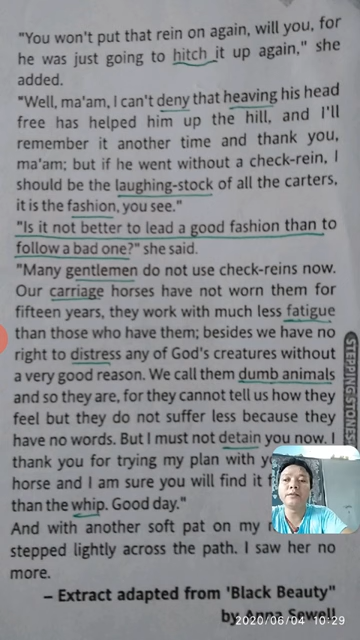 "You won't put that rein on again, will you, for
he was just going to hitch it up again," she
added.
"Well, ma'am, I can't deny that heaving his head
free has helped him up the hill, and I'll
remember it another time and thank you,
ma'am; but if he went without a check-rein, I
should be the laughing-stock of all the carters,
it is the fashion, you see."
"Is it not better to lead a good fashion than to
follow a bad one?" she said.
"Many gentlemen do not use check-reins now.
Our carriage horses have not worn them for
fifteen years, they work with much less fatigue
than those who have them; besides we have no
right to distress any of God's creatures without
a very good reason. We call them dumb animals
and so they are, for they cannot tell us how they
feel but they do not suffer less because they
have no words. But I must not detain you now. I
thank you for trying my plan with
horse and I am sure you will find it
than the whip. Good day."
And with another soft pat on my
stepped lightly across the path. I saw her no
more.
– Extract adapted from 'Black Beauty"
by Anna Sewell
STEPPING STONES
2020/06/04 10:29